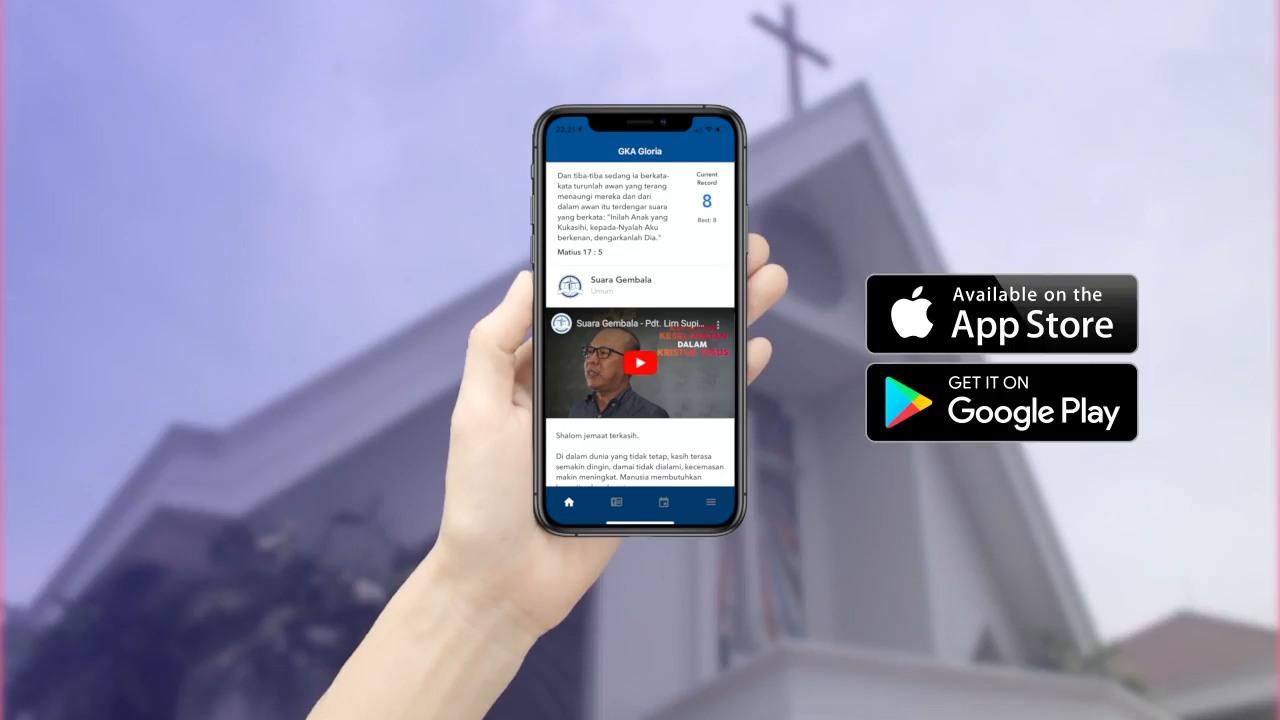 22.21
GKA Gloria
Dan tiba-tiba sedang ia berkata-
kata turunlah awan yang terang
menaungi mereka dan dari
dalam awan itu terdengar suara
yang berkata: "Inilah Anak yang
Kukasihi, kepada-Nyalah Aku
berkenan, dengarkanlah Dia."
Matius 17 : 5
Current
Record
8
Best: 8
Suara Gembala
Umum
Suara Gembala - Pdt. Lim Supi...
DALAM
KRISTUS YESUS
Shalom jemaat terkasih.
Di dalam dunia yang tidak tetap, kasih terasa
semakin dingin, damai tidak dialami, kecemasan
makin meningkat. Manusia membutuhkan
Available on the
App Store
GET IT ON
Google Play